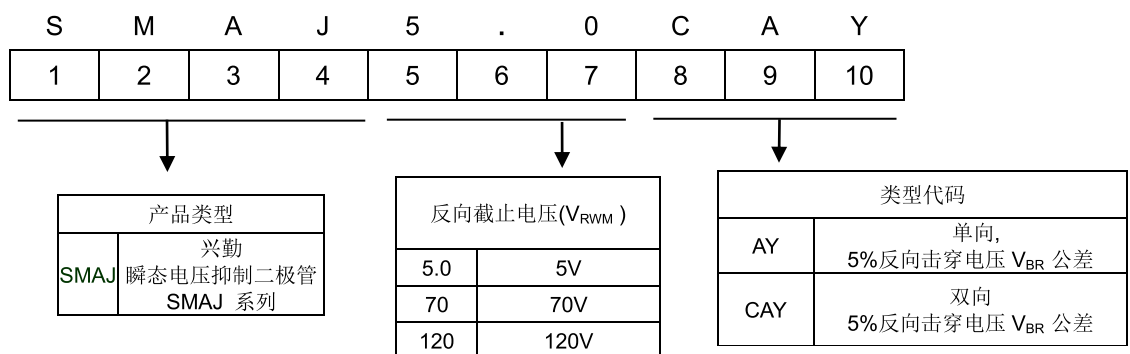 S M A J 5 . 0 C A Y
1 2 3 4 5 6 7 8 9 10
产品类型
SMAJ
兴勤
瞬态电压抑制二极管
SMAJ 系列
反向截止电压(VRWM )
5.0 5V
70 70V
120 120V
类型代码
AY
单向,
5%反向击穿电压 VBR 公差
CAY
双向
5%反向击穿电压 VBR 公差